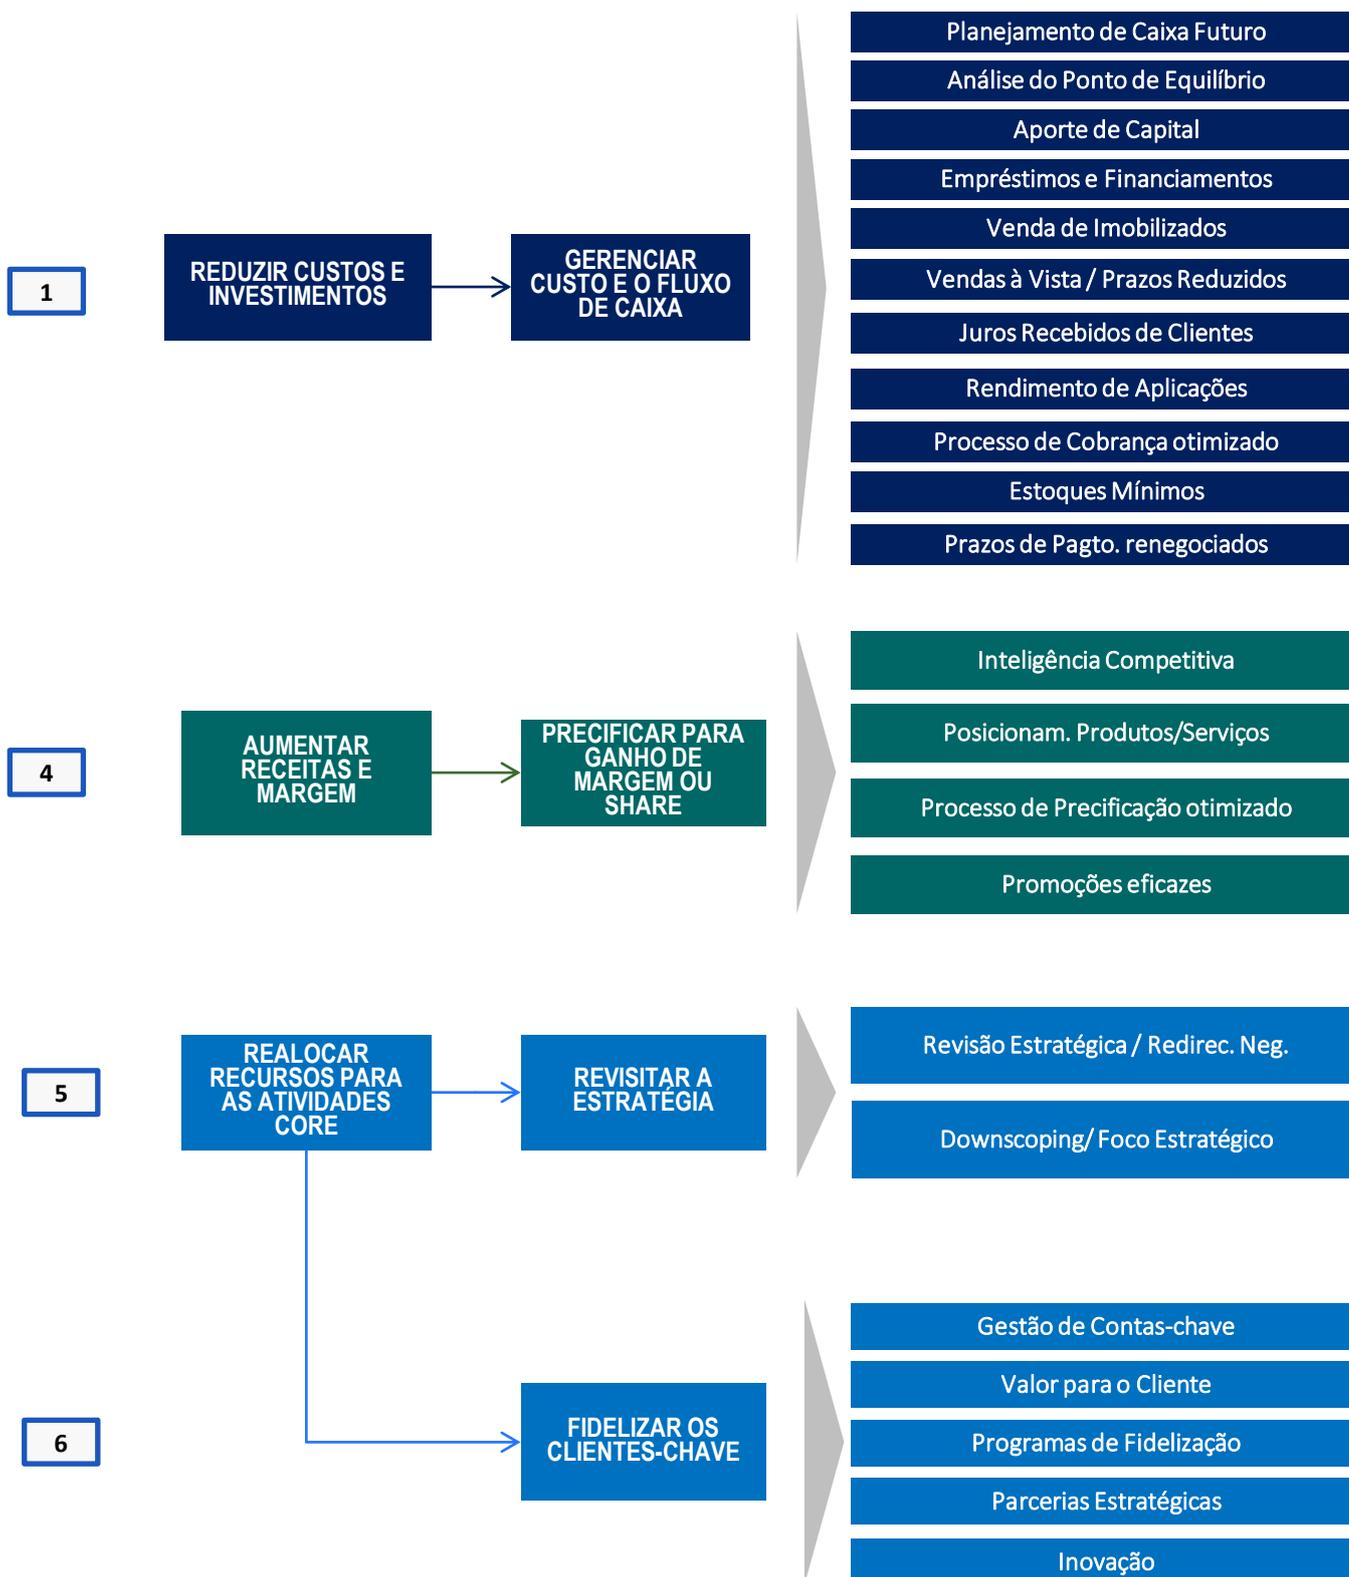 1
REDUZIR CUSTOS E
INVESTIMENTOS
GERENCIAR
CUSTO E O FLUXO
DE CAIXA
Planejamento de Caixa Futuro
Análise do Ponto de Equilíbrio
Aporte de Capital
Empréstimos e Financiamentos
Venda de Imobilizados
Vendas à Vista / Prazos Reduzidos
Juros Recebidos de Clientes
Rendimento de Aplicações
Processo de Cobrança otimizado
Estoques Mínimos
Prazos de Pagto. renegociados
4
AUMENTAR
RECEITAS E
MARGEM
PRECIFICAR PARA
GANHO DE
MARGEM OU
SHARE
Inteligência Competitiva
Posicionam. Produtos/Serviços
Processo de Precificação otimizado
Promoções eficazes
5
REALOCAR
RECURSOS PARA
AS ATIVIDADES
CORE
REVISITAR A
ESTRATÉGIA
Revisão Estratégica / Redirec. Neg.
Downscoping/ Foco Estratégico
6
FIDELIZAR OS
CLIENTES-CHAVE
Gestão de Contas-chave
Valor para o Cliente
Programas de Fidelização
Parcerias Estratégicas
Inovação